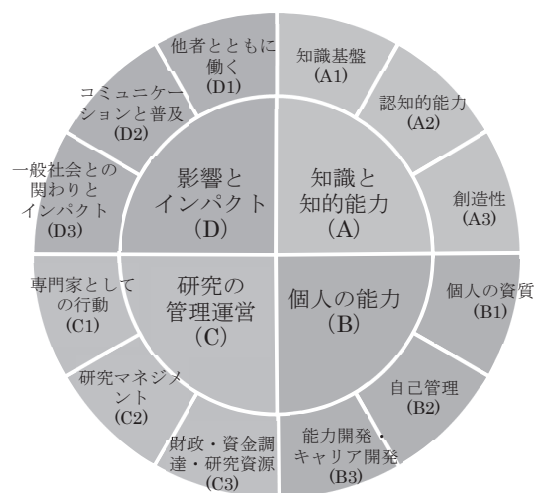 知識と
知的能力
(A)
知識基盤
(A1)
認知的能力
(A2)
創造性
(A3)
個人の能力
(B)
個人の資質
(B1)
自己管理
(B2)
能力開発・
キャリア開発
(B3)
研究の
管理運営
(C)
財政・資金調
達・研究資源
(C3)
研究マネジメ
ント
(C2)
専門家として
の行動
(C1)
影響と
インパクト
(D)
一般社会との
関わりと
インパクト
(D3)
コミュニケー
ションと普及
(D2)
他者とともに
働く
(D1)